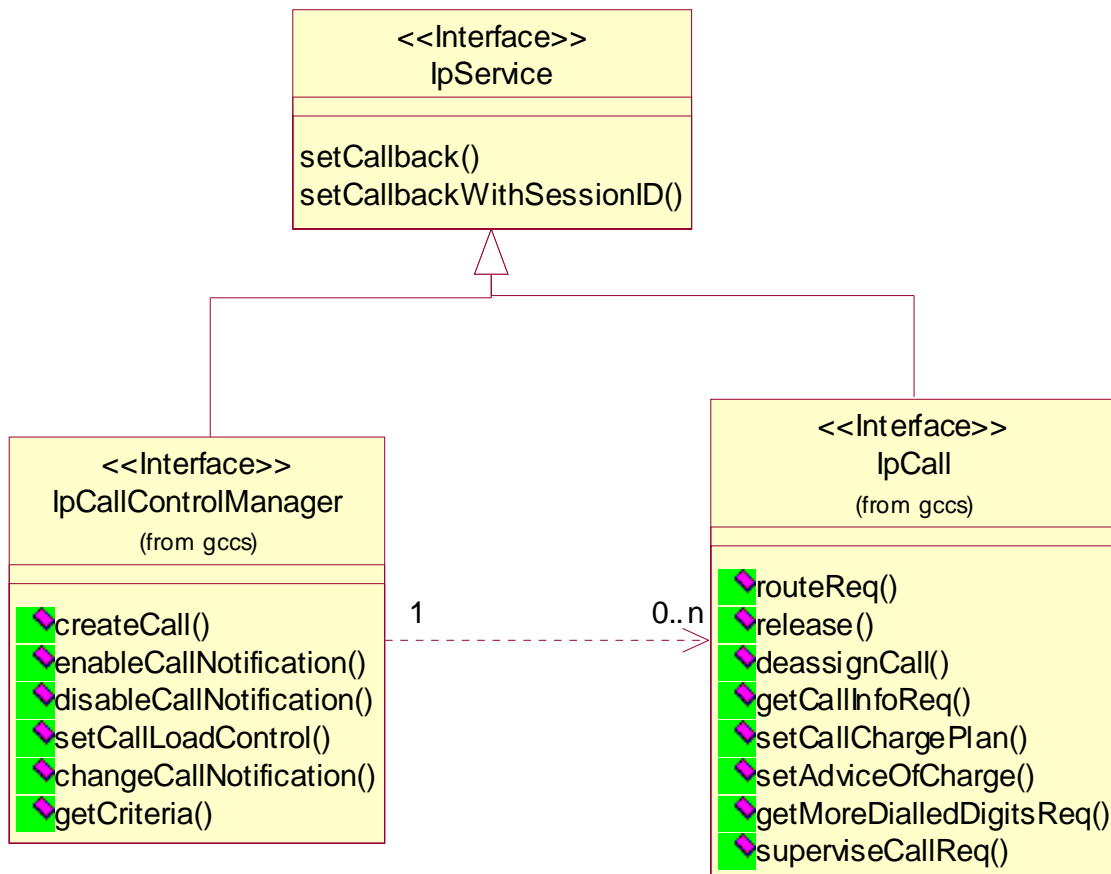 <<Interface>>
IpService
setCallback()
setCallbackWithSessionID()
<<Interface>>
IpCallControlManager
(from gccs)
createCall()
enableCallNotification()
disableCallNotification()
setCallLoadControl()
changeCallNotification()
getCriteria()
1
0..n
<<Interface>>
IpCall
(from gccs)
routeReq()
release()
deassignCall()
getCallInfoReq()
setCallChargePlan()
setAdviceOfCharge()
getMoreDialledDigitsReq()
superviseCallReq()